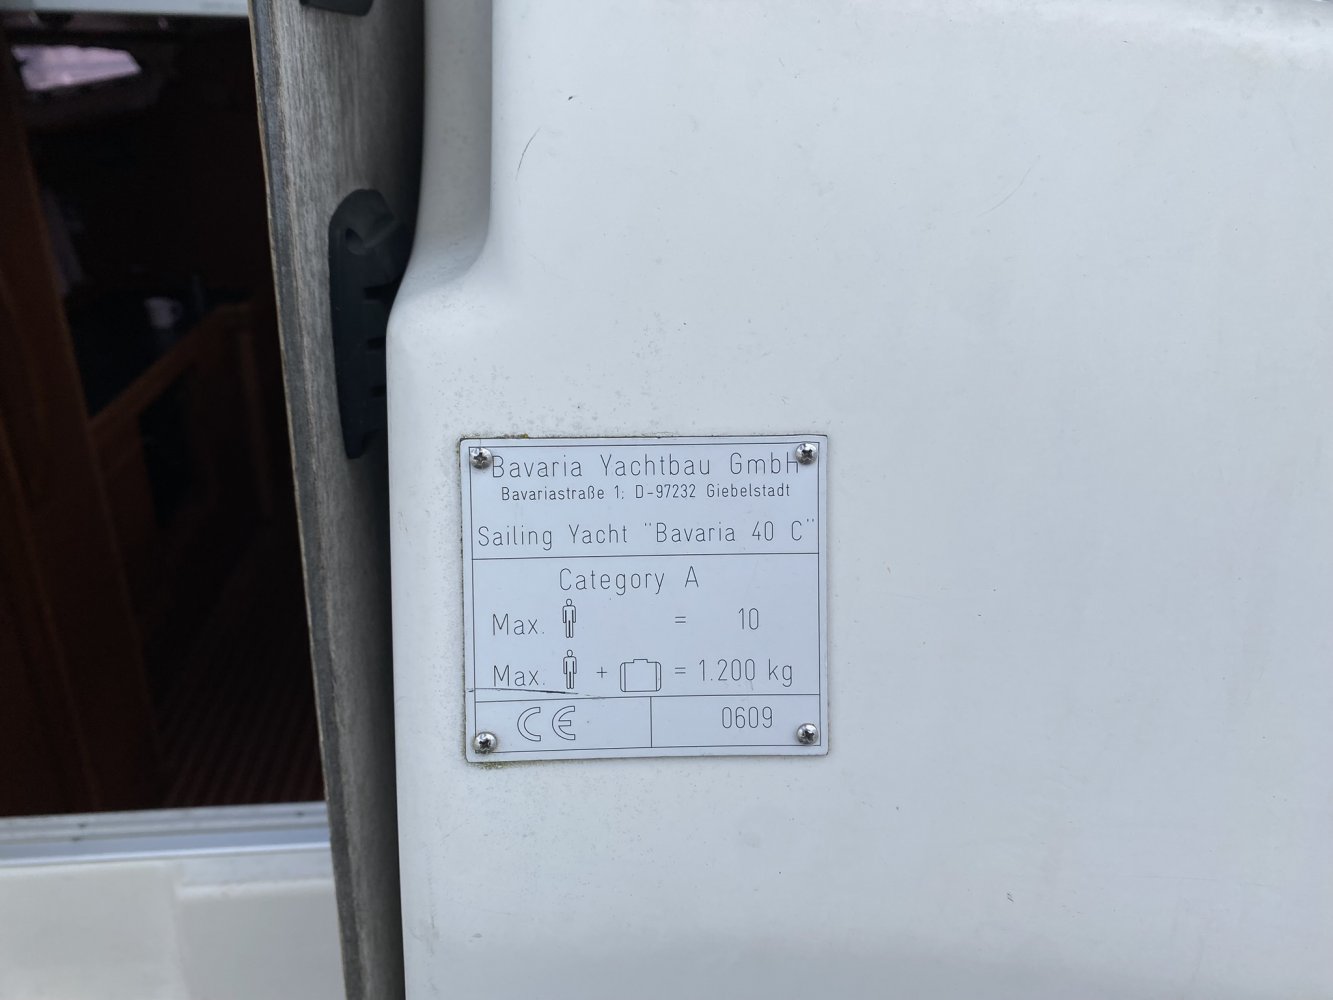 Bavaria Yachtbau GmbH
Bavariastraße 1; D-97232 Giebelstadt
Sailing Yacht "Bavaria 40 C"
Category A
Max. = 10
Max. + = 1.200 kg
CE 0609